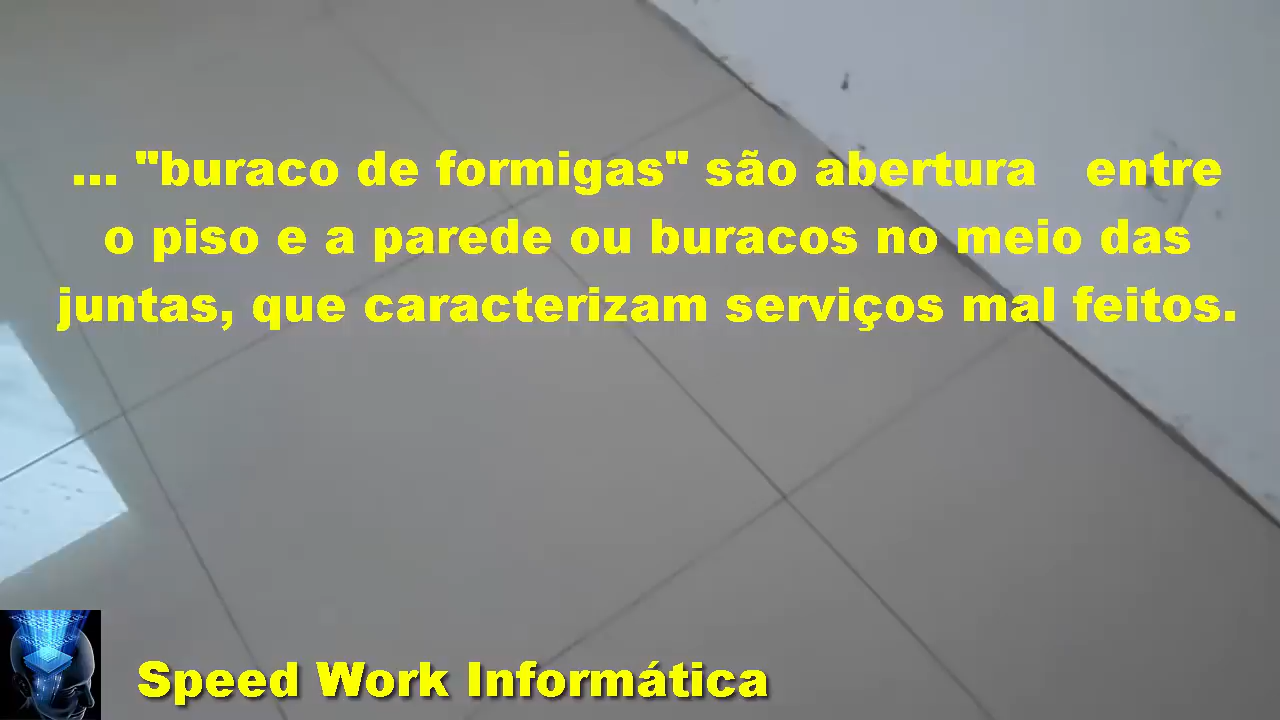 ... "buraco de formigas" são abertura entre
o piso e a parede ou buracos no meio das
juntas, que caracterizam serviços mal feitos.
Speed Work Informática